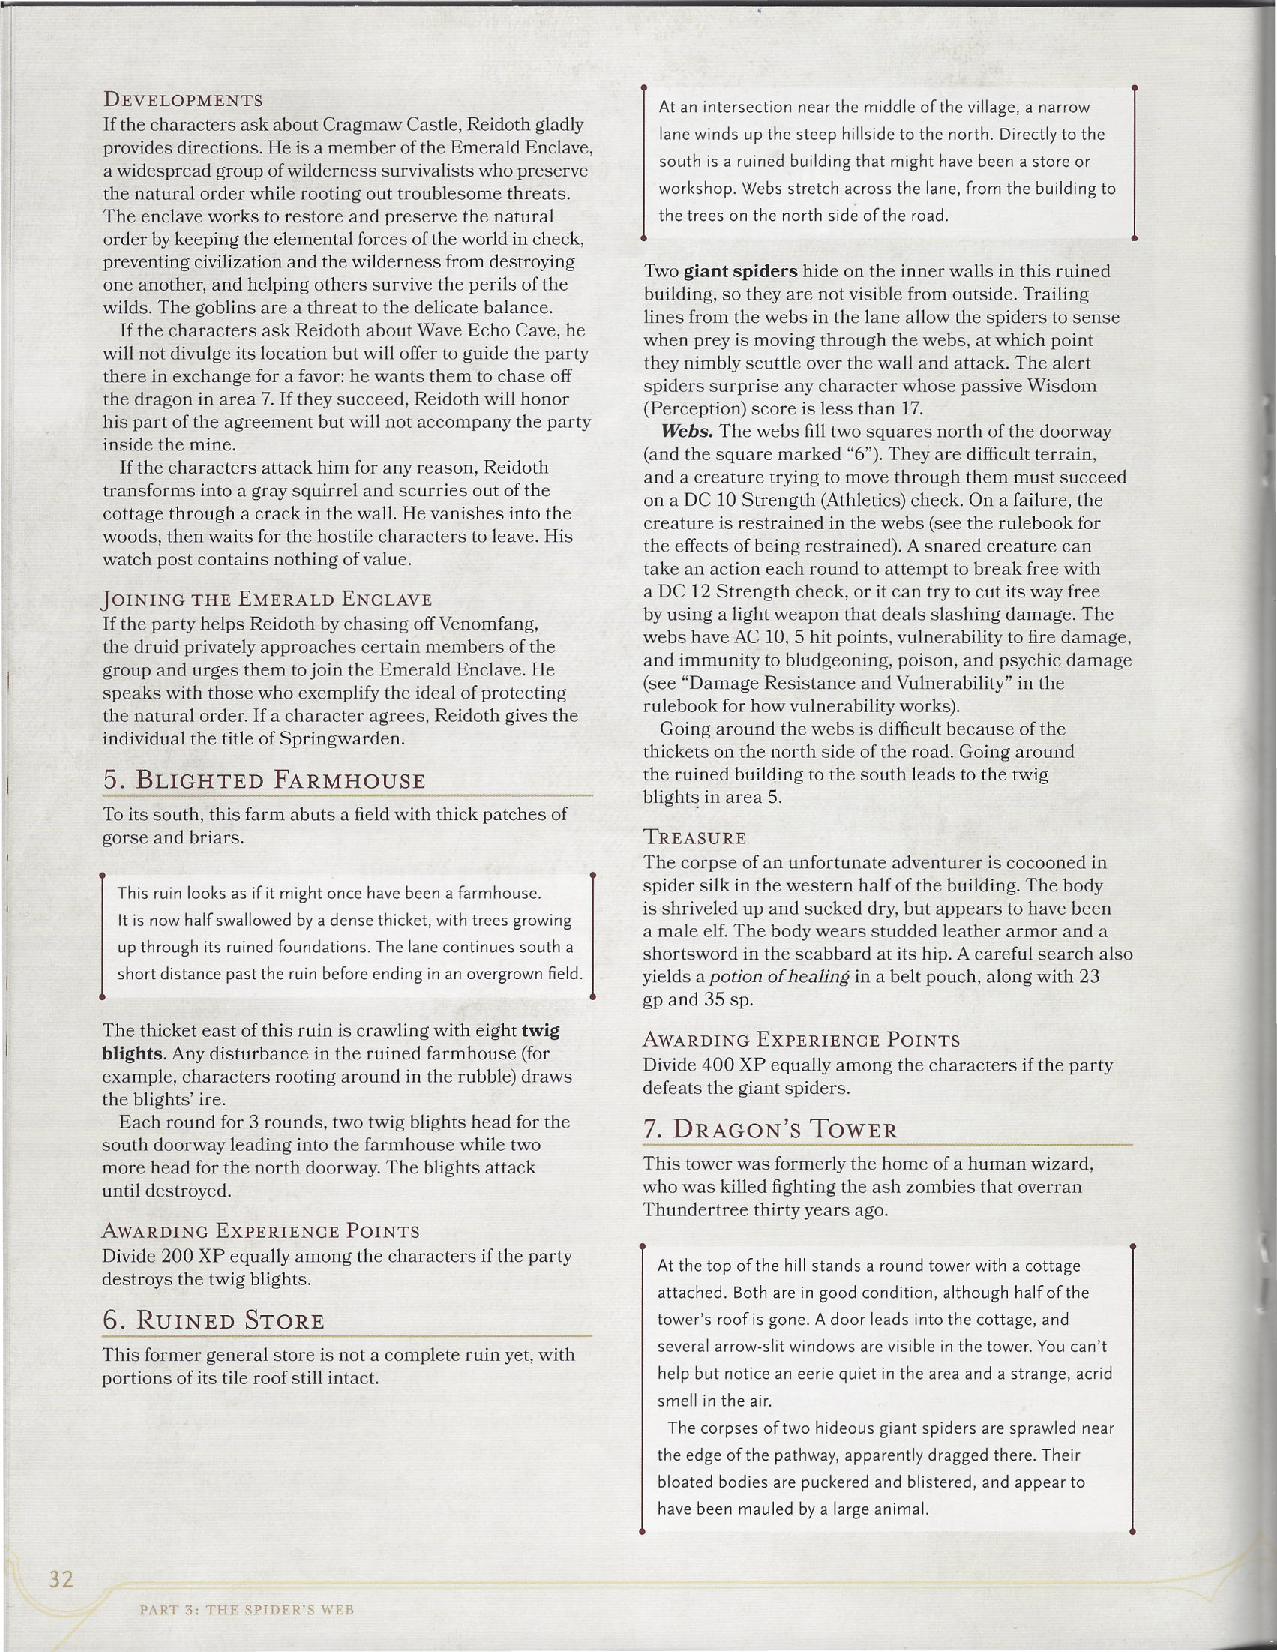 DEVELOPMENTS
If the characters ask about Cragmaw Castle, Reidoth gladly
provides directions. He is a member of the Emerald Enclave,
a widespread group of wilderness survivalists who preserve
the natural order while rooting out troublesome threats.
The enclave works to restore and preserve the natural
order by keeping the elemental forces of the world in check,
preventing civilization and the wilderness from destroying
one another, and helping others survive the perils of the
wilds. The goblins are a threat to the delicate balance.
If the characters ask Reidoth about Wave Echo Cave, he
will not divulge its location but will offer to guide the party
there in exchange for a favor: he wants them to chase off
the dragon in area 7. If they succeed, Reidoth will honor
his part of the agreement but will not accompany the party
inside the mine.
If the characters attack him for any reason, Reidoth
transforms into a gray squirrel and scurries out of the
cottage through a crack in the wall. He vanishes into the
woods, then waits for the hostile characters to leave. His
watch post contains nothing of value.
JOINING THE EMERALD ENCLAVE
If the party helps Reidoth by chasing off Venomfang,
the druid privately approaches certain members of the
group and urges them to join the Emerald Enclave. He
speaks with those who exemplify the ideal of protecting
the natural order. If a character agrees, Reidoth gives the
individual the title of Springwarden.
5. BLIGHTED FARMHOUSE
To its south, this farm abuts a field with thick patches of
gorse and briars.
This ruin looks as if it might once have been a farmhouse.
It is now half swallowed by a dense thicket, with trees growing
up through its ruined foundations. The lane continues south a
short distance past the ruin before ending in an overgrown field.
The thicket east of this ruin is crawling with eight twig
blights. Any disturbance in the ruined farmhouse (for
example, characters rooting around in the rubble) draws
the blights' ire.
Each round for 3 rounds, two twig blights head for the
south doorway leading into the farmhouse while two
more head for the north doorway. The blights attack
until destroyed.
AWARDING EXPERIENCE POINTS
Divide 200 XP equally among the characters if the party
destroys the twig blights.
6. RUINED STORE
This former general store is not a complete ruin yet, with
portions of its tile roof still intact.
At an intersection near the middle of the village, a narrow
lane winds up the steep hillside to the north. Directly to the
south is a ruined building that might have been a store or
workshop. Webs stretch across the lane, from the building to
the trees on the north side of the road.
Two giant spiders hide on the inner walls in this ruined
building, so they are not visible from outside. Trailing
lines from the webs in the lane allow the spiders to sense
when prey is moving through the webs, at which point
they nimbly scuttle over the wall and attack. The alert
spiders surprise any character whose passive Wisdom
(Perception) score is less than 17.
Webs. The webs fill two squares north of the doorway
(and the square marked “6”). They are difficult terrain,
and a creature trying to move through them must succeed
on a DC 10 Strength (Athletics) check. On a failure, the
creature is restrained in the webs (see the rulebook for
the effects of being restrained). A snared creature can
take an action each round to attempt to break free with
a DC 12 Strength check, or it can try to cut its way free
by using a light weapon that deals slashing damage. The
webs have AC 10, 5 hit points, vulnerability to fire damage,
and immunity to bludgeoning, poison, and psychic damage
(see “Damage Resistance and Vulnerability” in the
rulebook for how vulnerability works).
Going around the webs is difficult because of the
thickets on the north side of the road. Going around
the ruined building to the south leads to the twig
blights in area 5.
TREASURE
The corpse of an unfortunate adventurer is cocooned in
spider silk in the western half of the building. The body
is shriveled up and sucked dry, but appears to have been
a male elf. The body wears studded leather armor and a
shortsword in the scabbard at its hip. A careful search also
yields a potion of healing in a belt pouch, along with 23
gp and 35 sp.
AWARDING EXPERIENCE POINTS
Divide 400 XP equally among the characters if the party
defeats the giant spiders.
7. DRAGON'S TOWER
This tower was formerly the home of a human wizard,
who was killed fighting the ash zombies that overran
Thundertree thirty years ago.
At the top of the hill stands a round tower with a cottage
attached. Both are in good condition, although half of the
tower's roof is gone. A door leads into the cottage, and
several arrow-slit windows are visible in the tower. You can't
help but notice an eerie quiet in the area and a strange, acrid
smell in the air.
The corpses of two hideous giant spiders are sprawled near
the edge of the pathway, apparently dragged there. Their
bloated bodies are puckered and blistered, and appear to
have been mauled by a large animal.
32
PART 3: THE SPIDER'S WEB